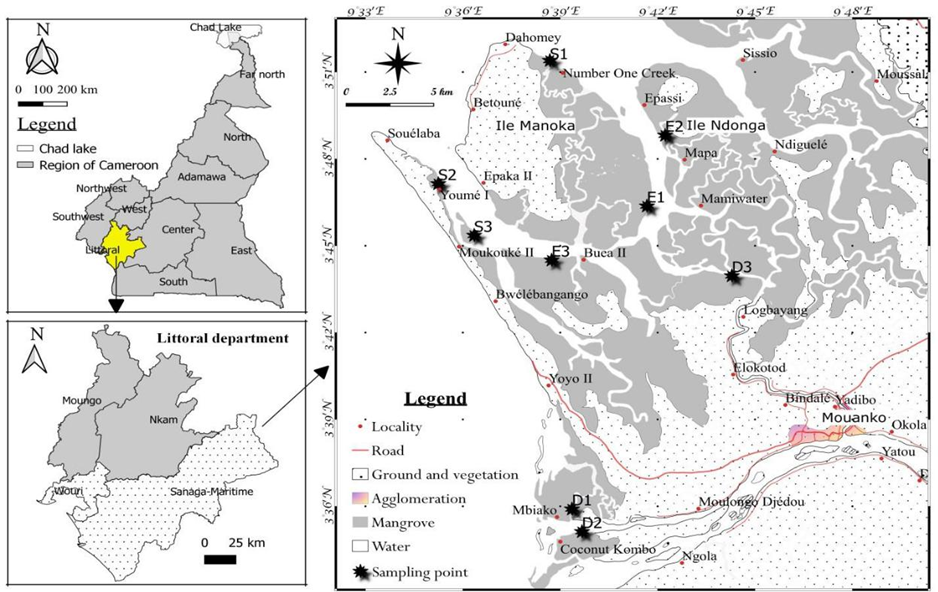 Chad Lake
N
Far north
0 100 200 km
Legend
Chad lake
Region of Cameroon
North
Adamawa
Northwest
West
Southwest
Center
Littoral
East
South
N
Littoral department
Moungo
Nkam
Wouri
Sanaga-Maritime
0 25 km
9°33'E 9°36'E 9°39'E 9°42'E 9°45'E 9°48'E
3°51'N
3°48'N
3°45'N
3°42'N
3°39'N
3°36'N
N
0 2.5 5 km
Dahomey
S1
Number One Creek
Sissio
Moussal
Betouné
Epassi
Ile Manoka
E2
Ile Ndonga
Souélaba
Mapa
Ndiguelé
S2
Epaka II
Youmé I
E1
Mamiwater
S3
Moukouké II
E3
Buea II
D3
Bwélébangango
Logbayang
Elokotod
Yoyo II
Bindalé
Yadibo
Mouanko
Okola
Yatou
Legend
Locality
Road
Ground and vegetation
Agglomeration
Mangrove
Water
Sampling point
D1
Mbiako
D2
Moulongo Djédou
Coconut Kombo
Ngola